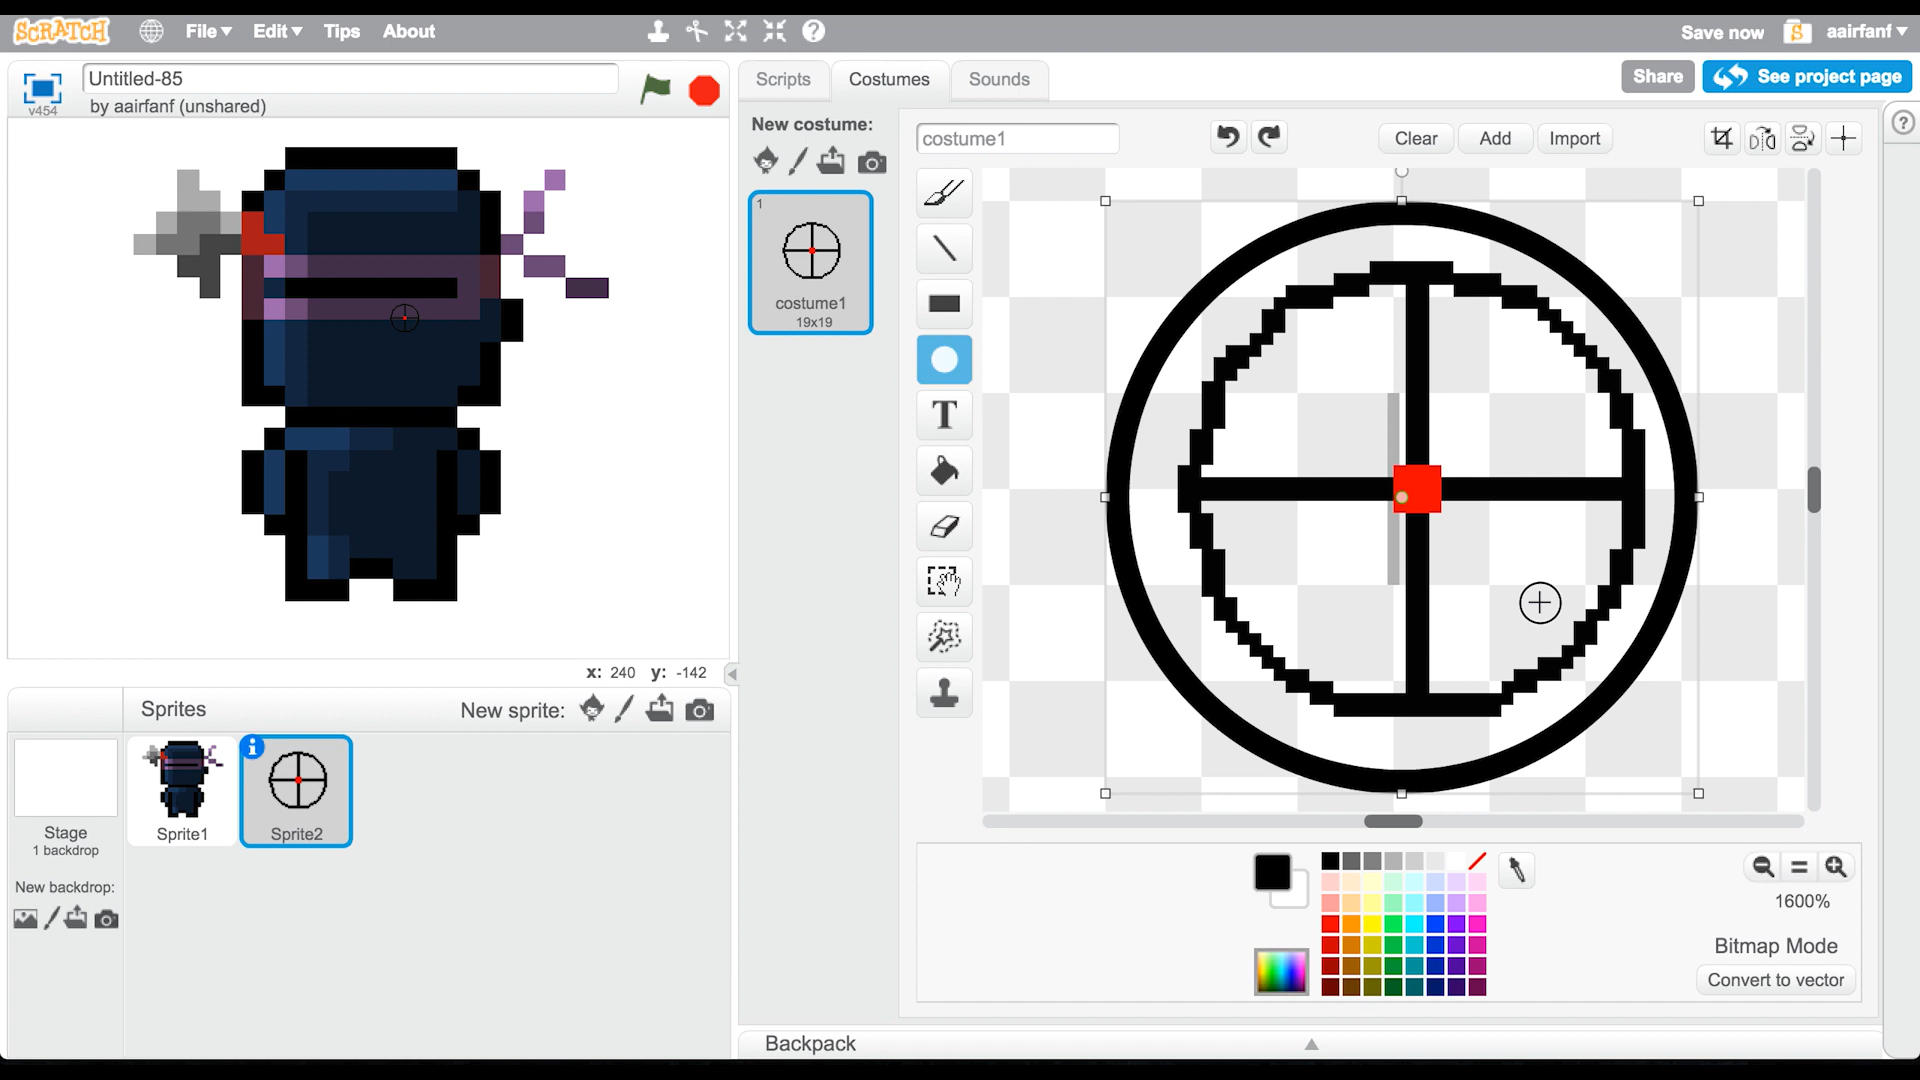 SCRATCH File Edit Tips About Save now S aairfanf
v454 Untitled-85
by aairfanf (unshared)
Scripts Costumes Sounds Share See project page
New costume: costume1 Clear Add Import
1
costume1
19x19
T
x: 240 y: -142
Sprites New sprite:
Stage
1 backdrop
Sprite1 Sprite2
New backdrop:
1600%
Bitmap Mode
Convert to vector
Backpack